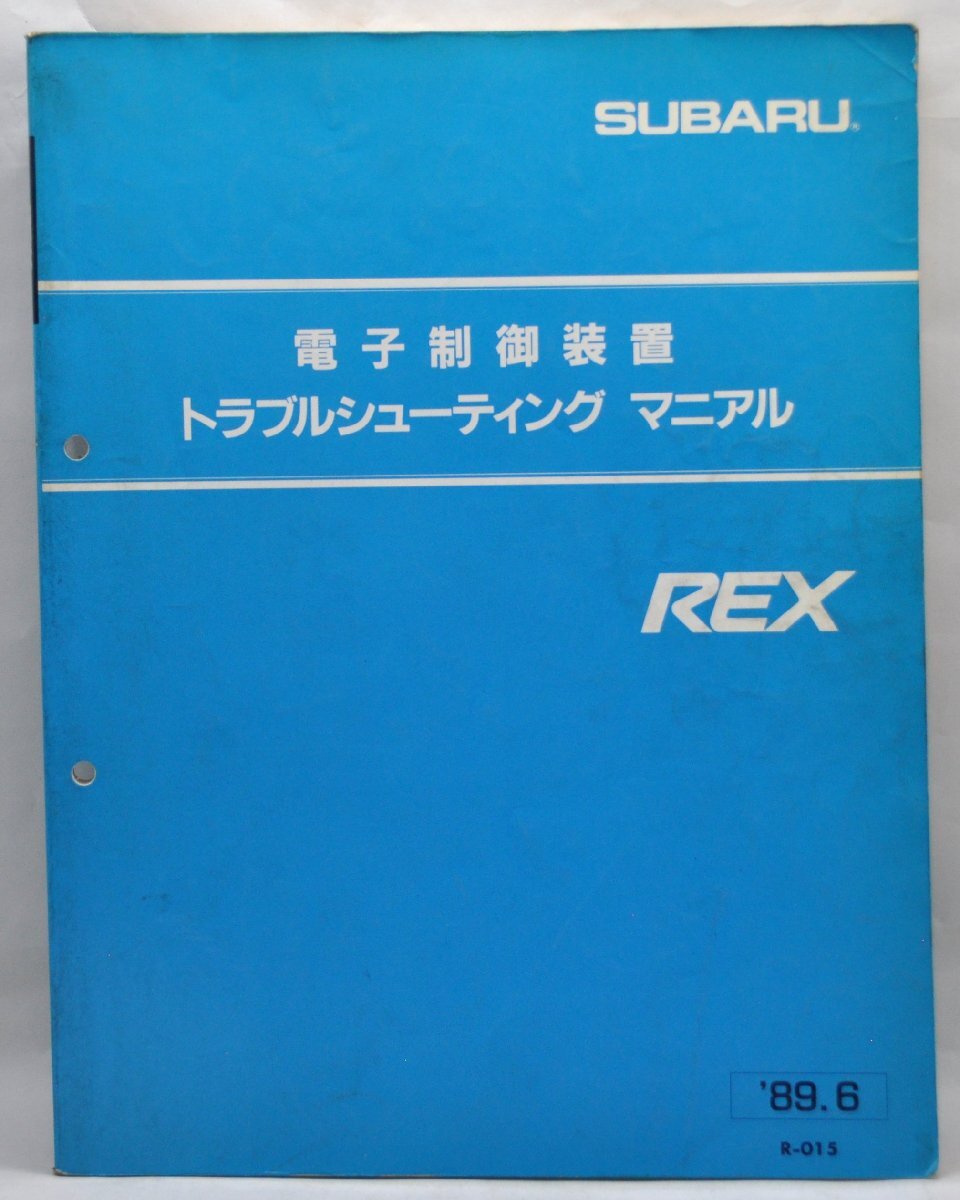 SUBARU®
電子制御装置
トラブルシューティング マニアル
REX
'89.6
R-015